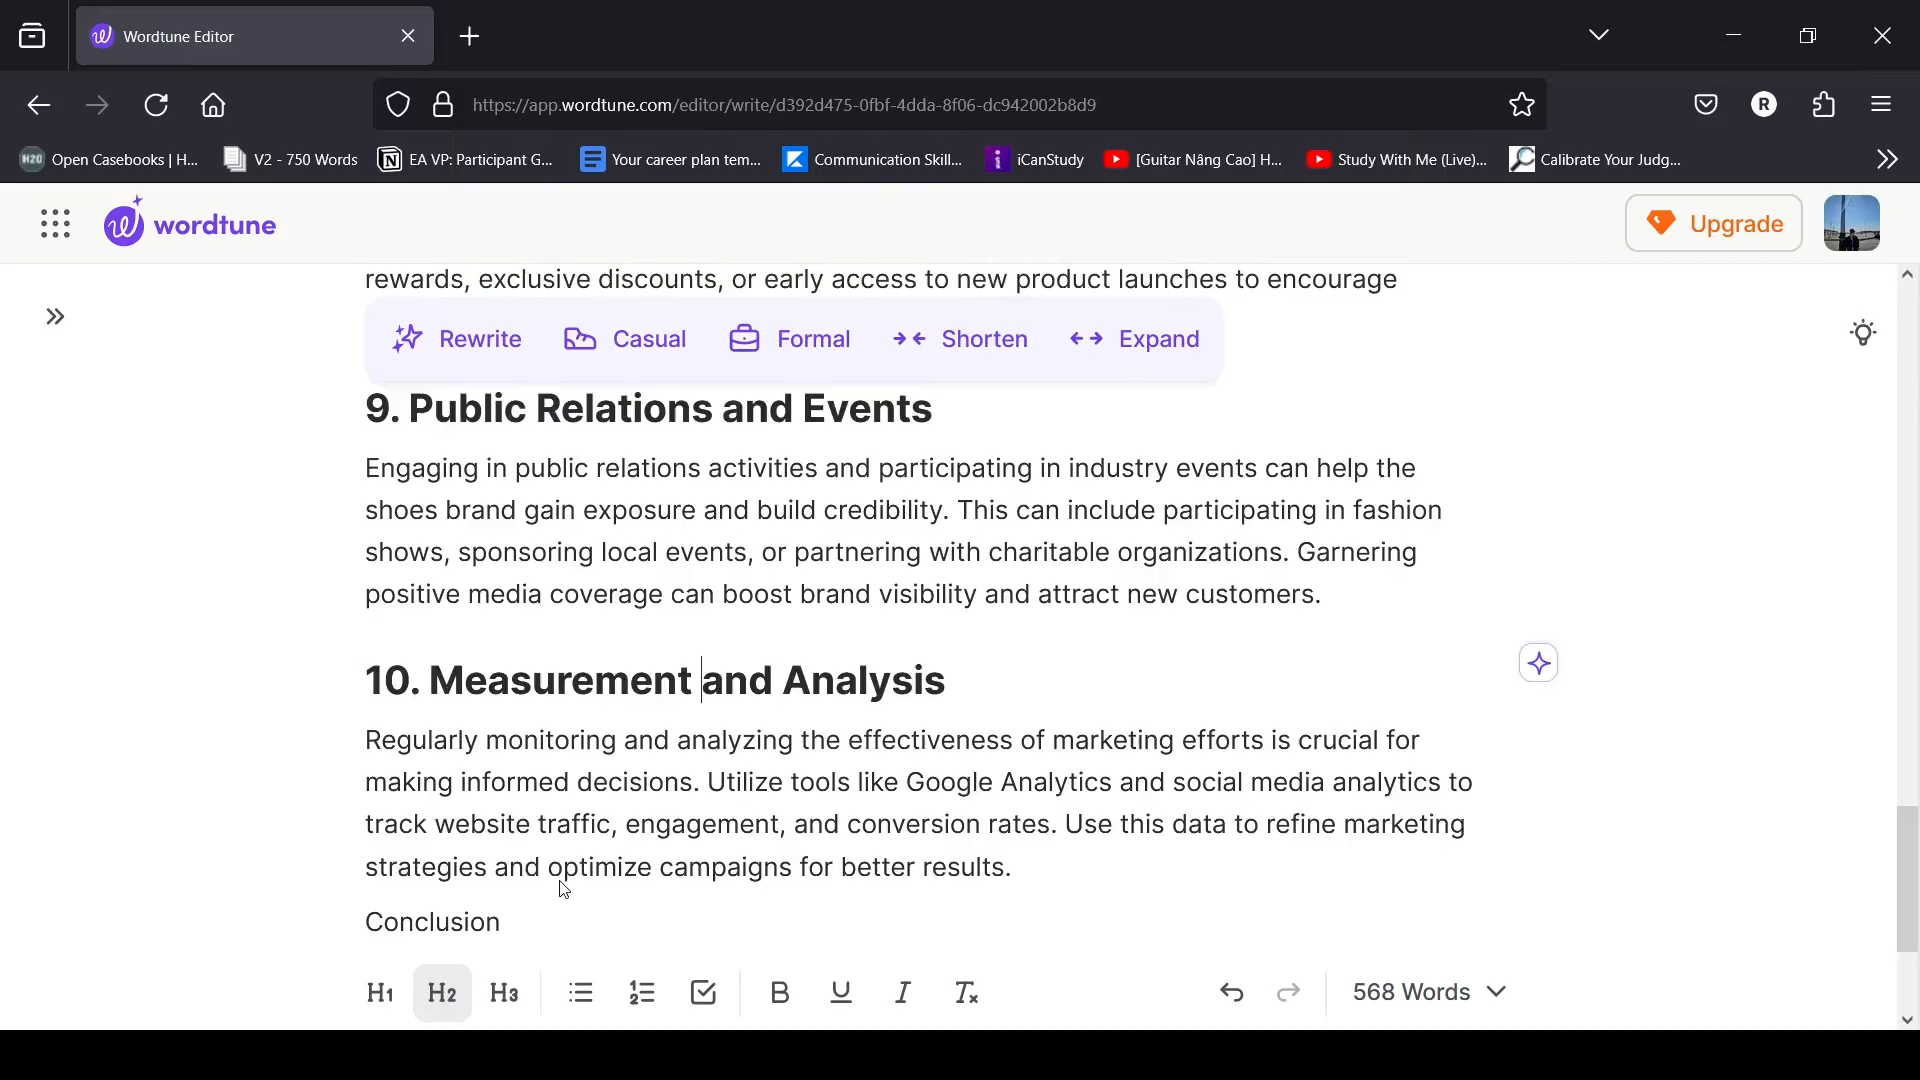 Wordtune Editor
https://app.wordtune.com/editor/write/d392d475-0fbf-4dda-8f06-dc942002b8d9
R
H2O Open Casebooks | H...
V2 - 750 Words
EA VP: Participant G...
Your career plan tem...
Communication Skill...
iCanStudy
[Guitar Nâng Cao] H...
Study With Me (Live)...
Calibrate Your Judg...
wordtune
Upgrade
rewards, exclusive discounts, or early access to new product launches to encourage
Rewrite
Casual
Formal
Shorten
Expand
9. Public Relations and Events
Engaging in public relations activities and participating in industry events can help the
shoes brand gain exposure and build credibility. This can include participating in fashion
shows, sponsoring local events, or partnering with charitable organizations. Garnering
positive media coverage can boost brand visibility and attract new customers.
10. Measurement and Analysis
Regularly monitoring and analyzing the effectiveness of marketing efforts is crucial for
making informed decisions. Utilize tools like Google Analytics and social media analytics to
track website traffic, engagement, and conversion rates. Use this data to refine marketing
strategies and optimize campaigns for better results.
Conclusion
H1 H2 H3 B U I Tx 568 Words